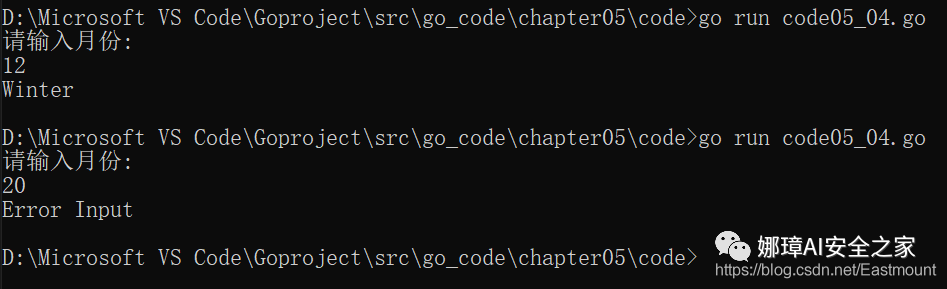 D:\Microsoft VS Code\Goproject\src\go_code\chapter05\code>go run code05_04.go
请输入月份:
12
Winter
D:\Microsoft VS Code\Goproject\src\go_code\chapter05\code>go run code05_04.go
请输入月份:
20
Error Input
D:\Microsoft VS Code\Goproject\src\go_code\chapter05\code>
娜璋AI安全之家
https://blog.csdn.net/Eastmount